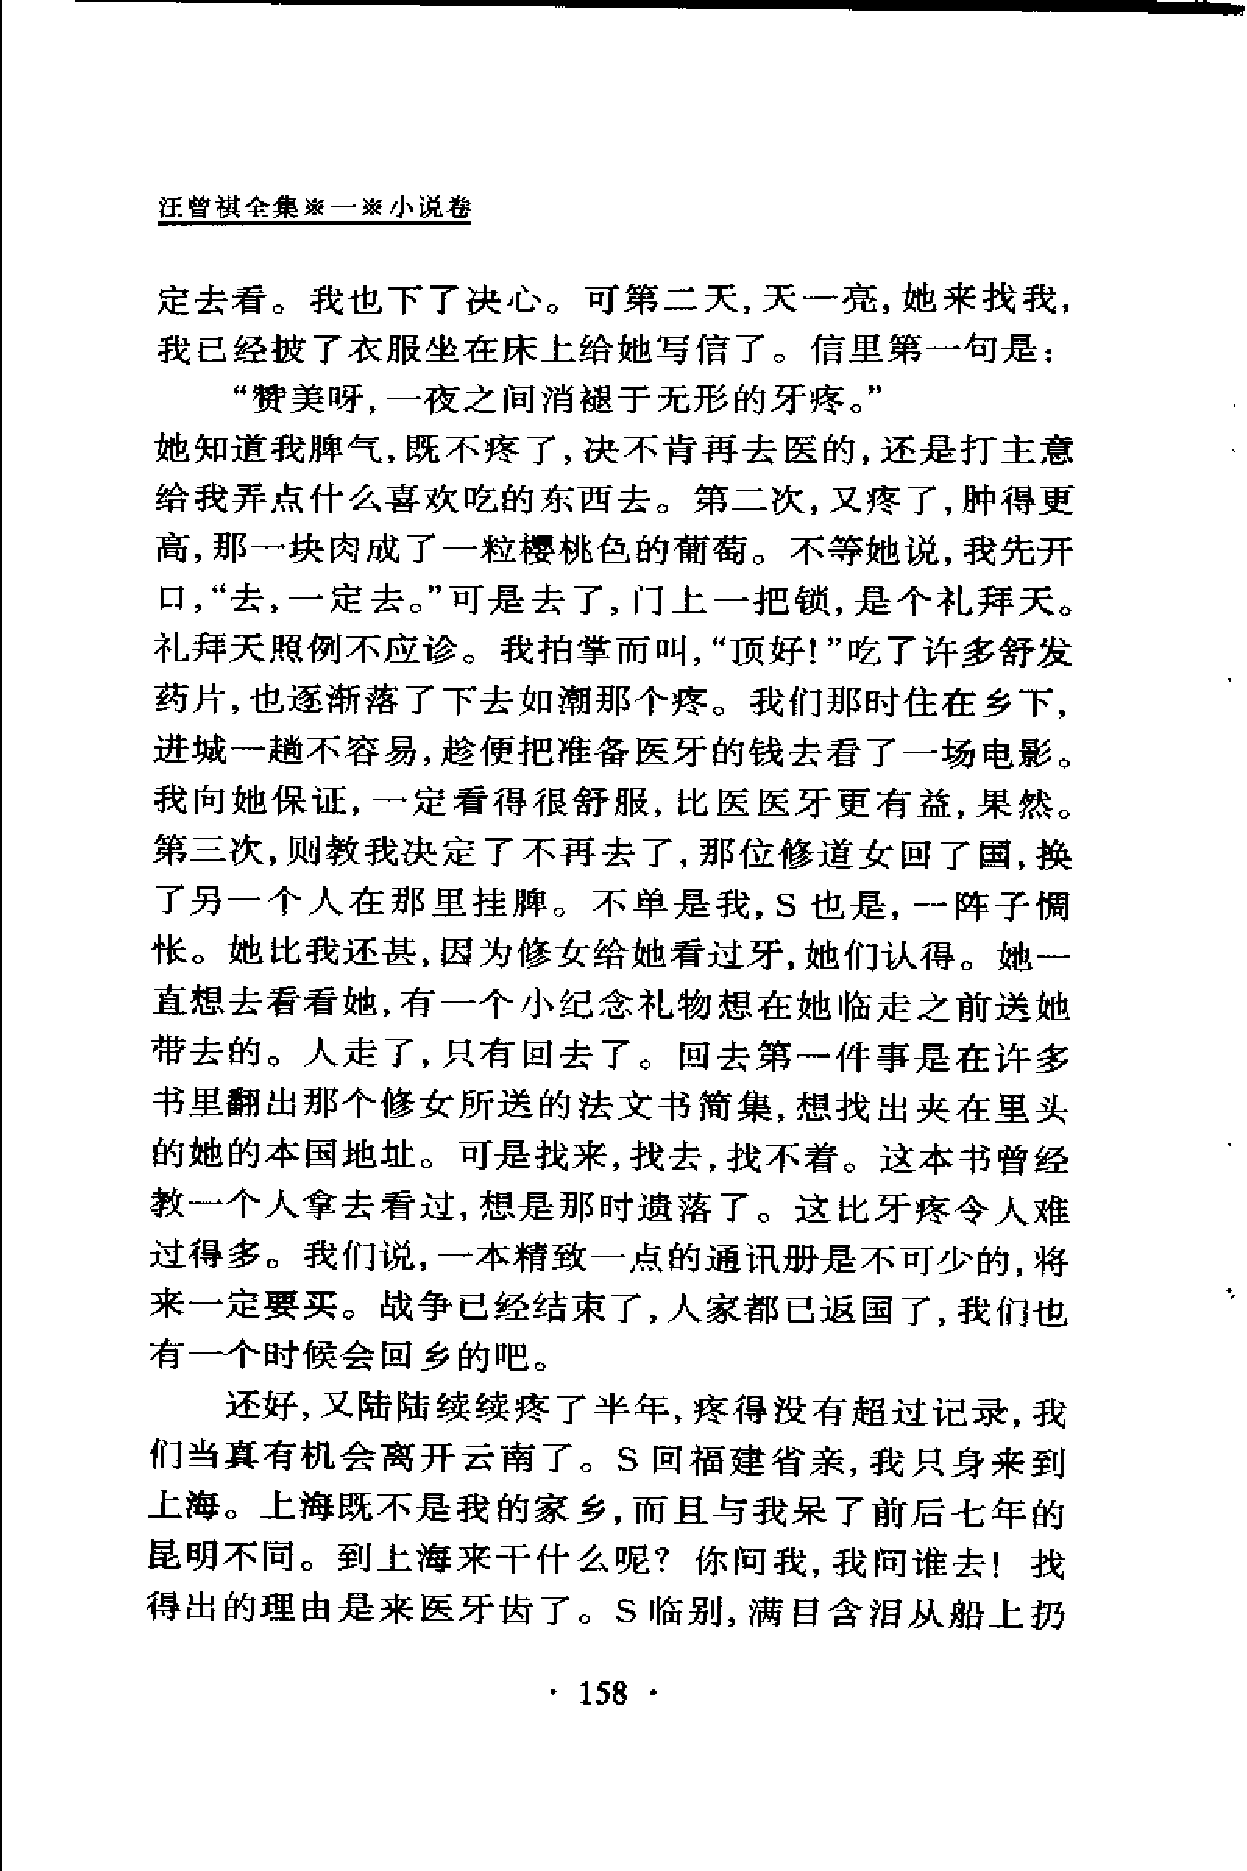 汪曾祺全集※一※小说卷
定去看。我也下了决心。可第二天,天一亮,她来找我,
我已经披了衣服坐在床上给她写信了。信里第一句是:
“赞美呀,一夜之间消褪于无形的牙疼。”
她知道我脾气,既不疼了,决不肯再去医的,还是打主意
给我弄点什么喜欢吃的东西去。第二次,又疼了,肿得更
高,那一块肉成了一粒樱桃色的葡萄。不等她说,我先开
口,“去,一定去。”可是去了,门上一把锁,是个礼拜天。
礼拜天照例不应诊。我拍掌而叫,“顶好!”吃了许多舒发
药片,也逐渐落了下去如潮那个疼。我们那时住在乡下,
进城一趟不容易,趁便把准备医牙的钱去看了一场电影。
我向她保证,一定看得很舒服,比医医牙更有益,果然。
第三次,则教我决定了不再去了,那位修道女回了国,换
了另一个人在那里挂牌。不单是我,S也是,一阵子惆
怅。她比我还甚,因为修女给她看过牙,她们认得。她一
直想去看看她,有一个小纪念礼物想在她临走之前送她
带去的。人走了,只有回去了。回去第一件事是在许多
书里翻出那个修女所送的法文书简集,想找出夹在里头
的她的本国地址。可是找来,找去,找不着。这本书曾经
教一个人拿去看过,想是那时遗落了。这比牙疼令人难
过得多。我们说,一本精致一点的通讯册是不可少的,将
来一定要买。战争已经结束了,人家都已返国了,我们也
有一个时候会回乡的吧。
还好,又陆陆续续疼了半年,疼得没有超过记录,我
们当真有机会离开云南了。S回福建省亲,我只身来到
上海。上海既不是我的家乡,而且与我呆了前后七年的
昆明不同。到上海来干什么呢?你问我,我问谁去!找
得出的理由是来医牙齿了。S临别,满目含泪从船上扔
· 158 ·